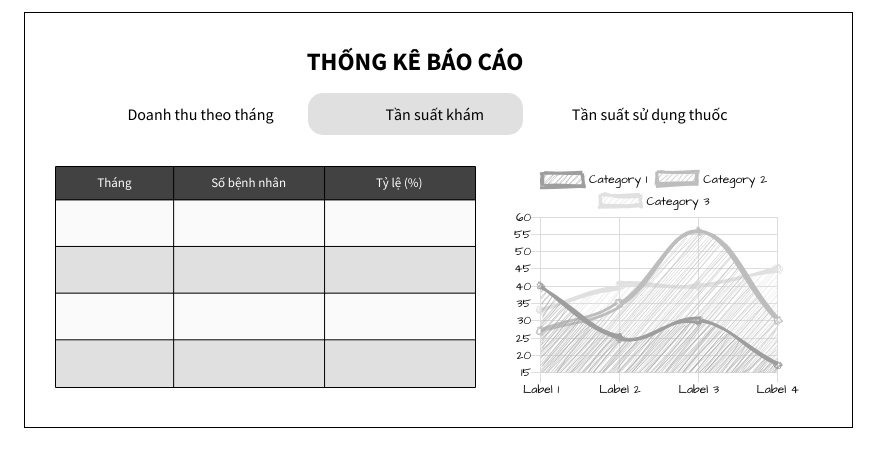 THỐNG KÊ BÁO CÁO
Doanh thu theo tháng Tần suất khám Tần suất sử dụng thuốc
Tháng Số bệnh nhân Tỷ lệ (%)
Category 1 Category 2
Category 3
60
55
50
45
40
35
30
25
20
15
Label 1 Label 2 Label 3 Label 4